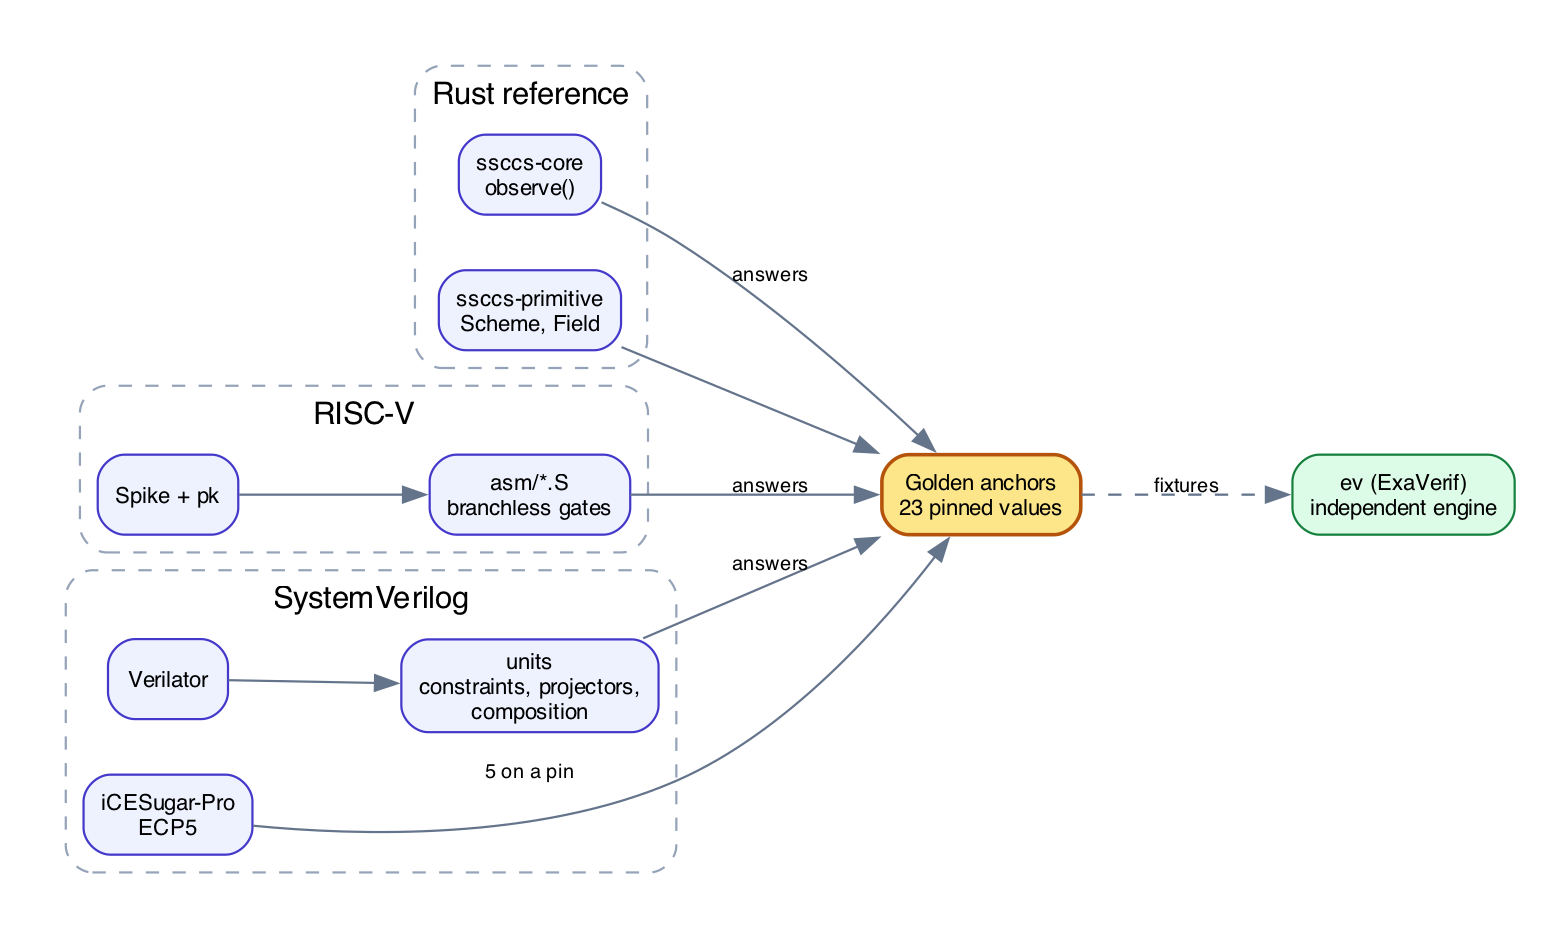 Rust reference
ssccs-core
observe()
answers
ssccs-primitive
Scheme, Field
RISC-V
Spike + pk
asm/*.S
branchless gates
answers
Golden anchors
23 pinned values
fixtures
ev (ExaVerif)
independent engine
answers
SystemVerilog
Verilator
units
constraints, projectors,
composition
5 on a pin
iCESugar-Pro
ECP5